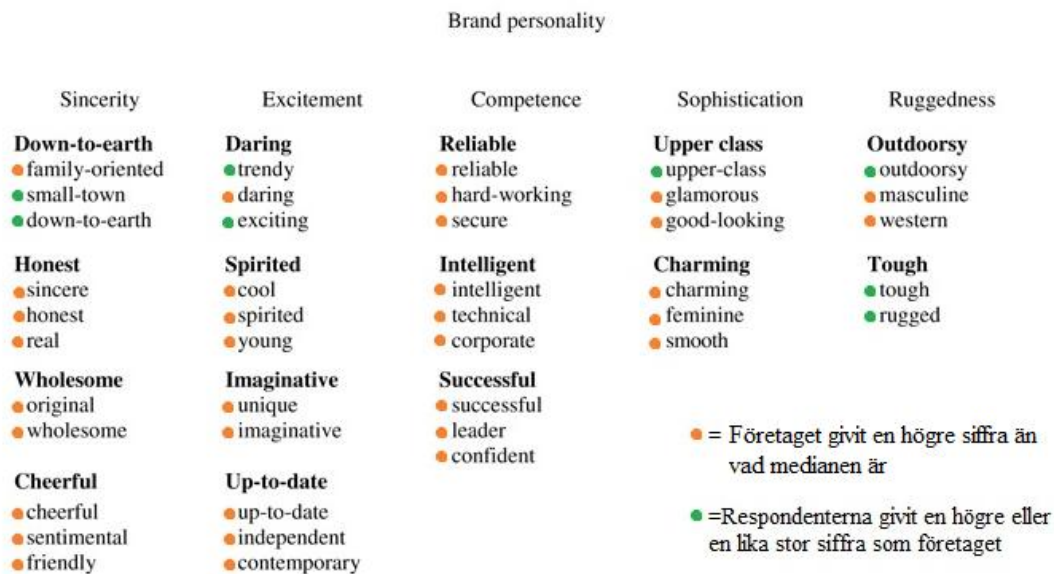 Brand personality
Sincerity
Down-to-earth
family-oriented
small-town
down-to-earth
Honest
sincere
honest
real
Wholesome
original
wholesome
Cheerful
cheerful
sentimental
friendly
Excitement
Daring
trendy
daring
exciting
Spirited
cool
spirited
young
Imaginative
unique
imaginative
Up-to-date
up-to-date
independent
contemporary
Competence
Reliable
reliable
hard-working
secure
Intelligent
intelligent
technical
corporate
Successful
successful
leader
confident
Sophistication
Upper class
upper-class
glamorous
good-looking
Charming
charming
feminine
smooth
Ruggedness
Outdoorsy
outdoorsy
masculine
western
Tough
tough
rugged
= Företaget givit en högre siffra än
vad medianen är
=Respondenterna givit en högre eller
en lika stor siffra som företaget